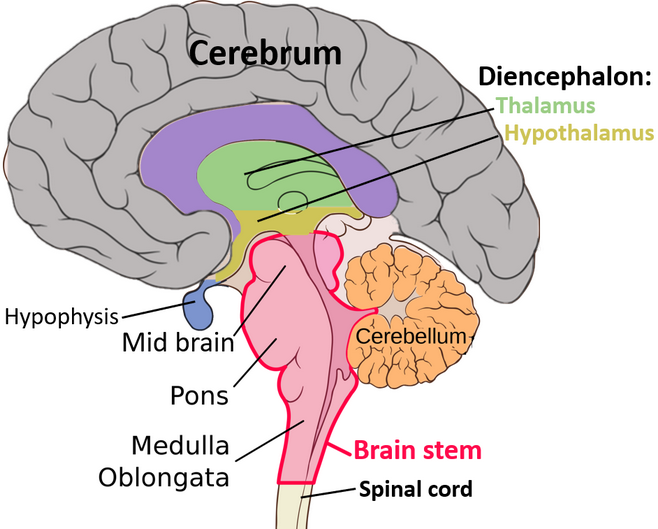 Cerebrum
Diencephalon:
Thalamus
Hypothalamus
Hypophysis
Mid brain
Cerebellum
Pons
Medulla
Oblongata
Brain stem
Spinal cord